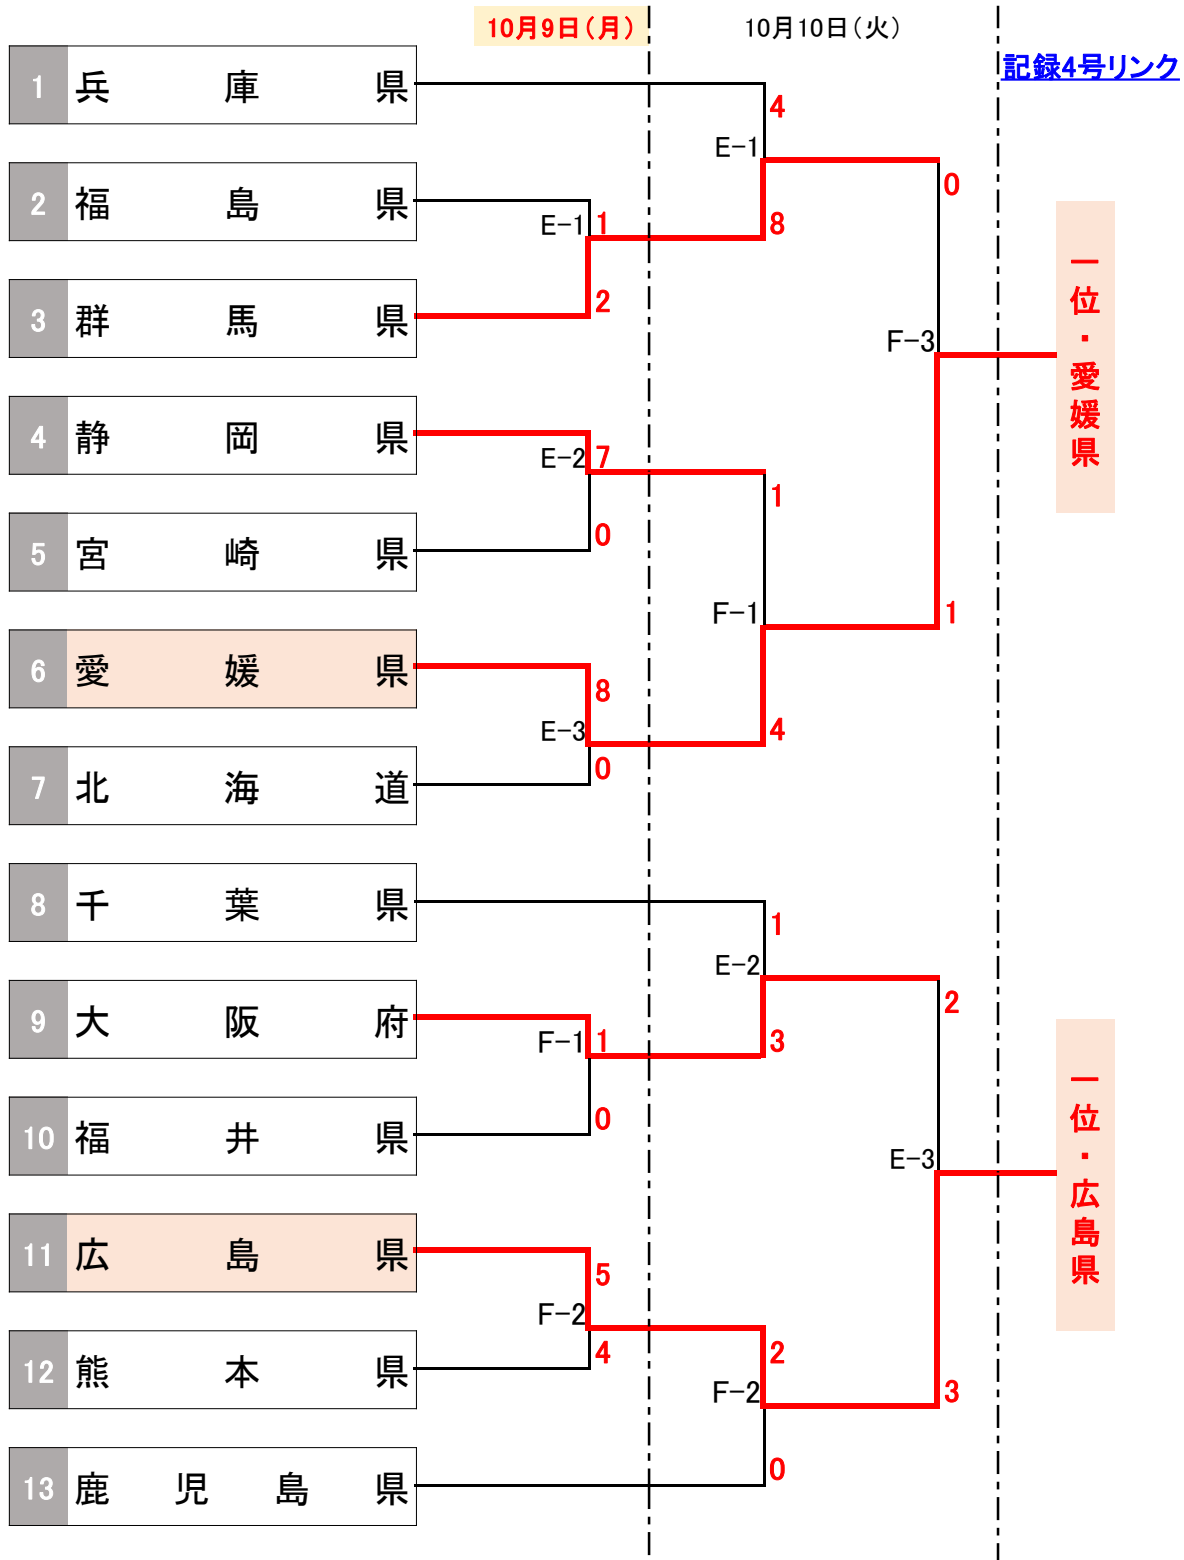 10月9日(月)
10月10日(火)
記録4号リンク
1 兵庫県
4
E-1
2 福島県
0
E-1
1
8
3 群馬県
2
一位・愛媛県
F-3
4 静岡県
E-2
7
1
5 宮崎県
0
F-1
1
6 愛媛県
8
E-3
4
7 北海道
0
8 千葉県
1
E-2
9 大阪府
2
F-1
1
3
10 福井県
0
一位・広島県
E-3
11 広島県
5
F-2
12 熊本県
4
2
F-2
3
13 鹿児島県
0